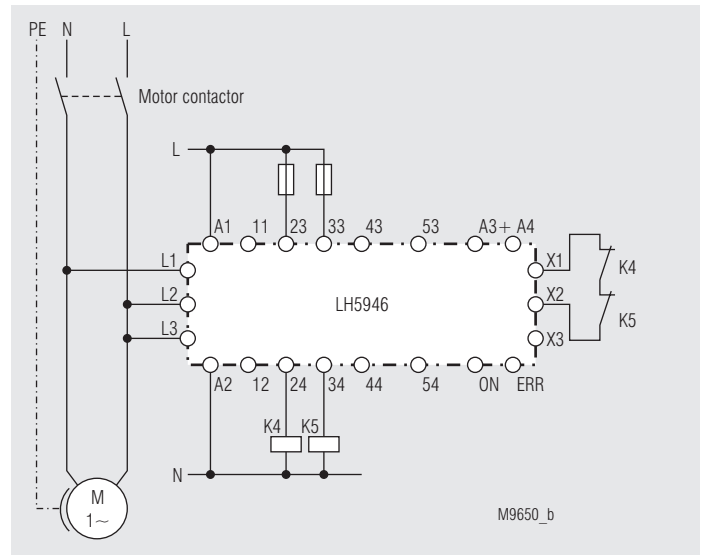 PE N L
Motor contactor
L
A1 11 23 33 43 53 A3+ A4
L1
X1
K4
L2
LH5946
X2
K5
L3
X3
A2 12 24 34 44 54 ON ERR
K4 K5
N
M
1~
M9650_b